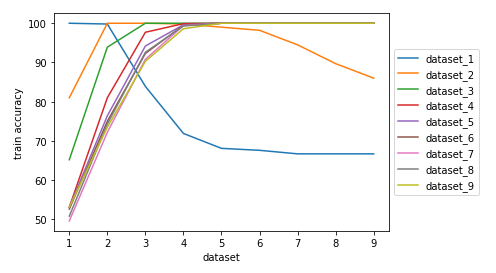 100
90
80
70
60
50
train accuracy
1 2 3 4 5 6 7 8 9
dataset
dataset_1
dataset_2
dataset_3
dataset_4
dataset_5
dataset_6
dataset_7
dataset_8
dataset_9